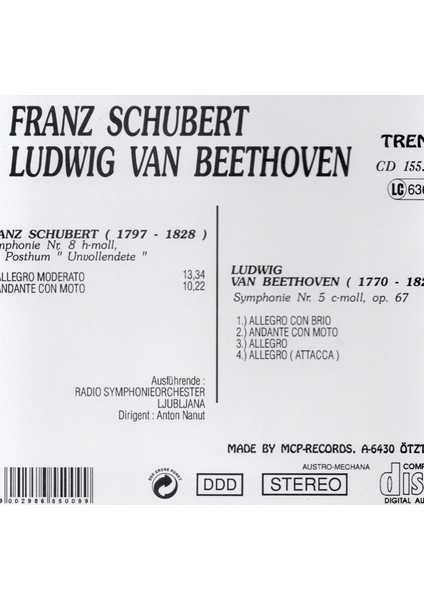 FRANZ SCHUBERT
LUDWIG VAN BEETHOVEN
TREN
CD 155.
LC 630
ANZ SCHUBERT ( 1797 - 1828 )
mphonie Nr. 8 h-moll,
Posthum " Unvollendete "
ALLEGRO MODERATO 13,34
ANDANTE CON MOTO 10,22
LUDWIG
VAN BEETHOVEN ( 1770 - 182
Symphonie Nr. 5 c-moll, op. 67
1.) ALLEGRO CON BRIO
2.) ANDANTE CON MOTO
3.) ALLEGRO
4.) ALLEGRO ( ATTACCA )
Ausführende :
RADIO SYMPHONIEORCHESTER
LJUBLJANA
Dirigent : Anton Nanut
MADE BY MCP-RECORDS, A-6430 ÖTZT
DER GRÜNE PUNKT
DDD
AUSTRO-MECHANA
STEREO
COMP
disc
DIGITAL AU
002986 550099